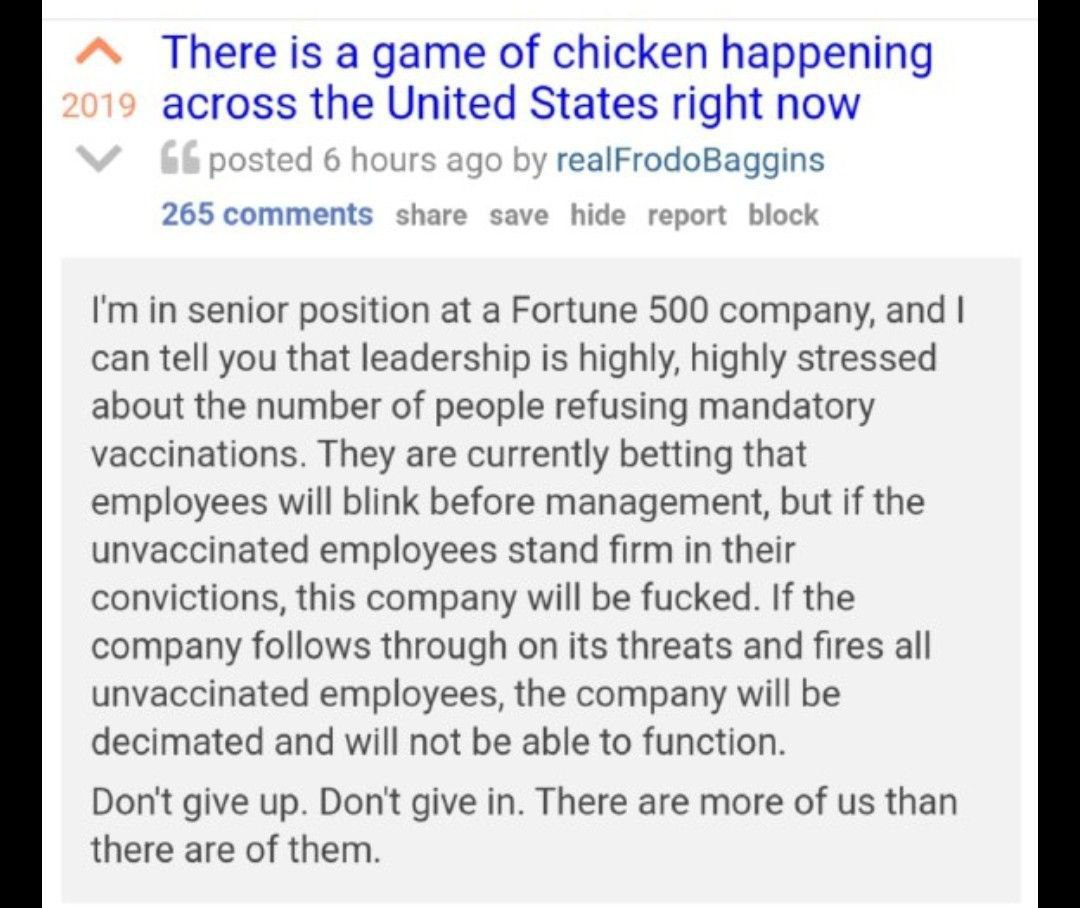 There is a game of chicken happening
2019 across the United States right now
posted 6 hours ago by realFrodoBaggins
265 comments share save hide report block
I'm in senior position at a Fortune 500 company, and I
can tell you that leadership is highly, highly stressed
about the number of people refusing mandatory
vaccinations. They are currently betting that
employees will blink before management, but if the
unvaccinated employees stand firm in their
convictions, this company will be fucked. If the
company follows through on its threats and fires all
unvaccinated employees, the company will be
decimated and will not be able to function.
Don't give up. Don't give in. There are more of us than
there are of them.